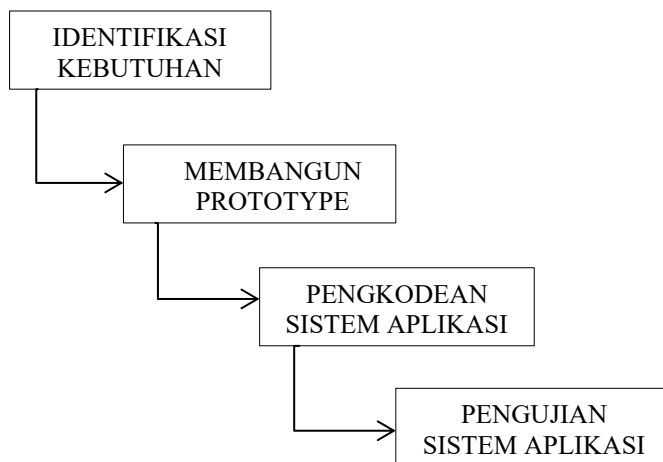 IDENTIFIKASI
KEBUTUHAN
MEMBANGUN
PROTOTYPE
PENGKODEAN
SISTEM APLIKASI
PENGUJIAN
SISTEM APLIKASI